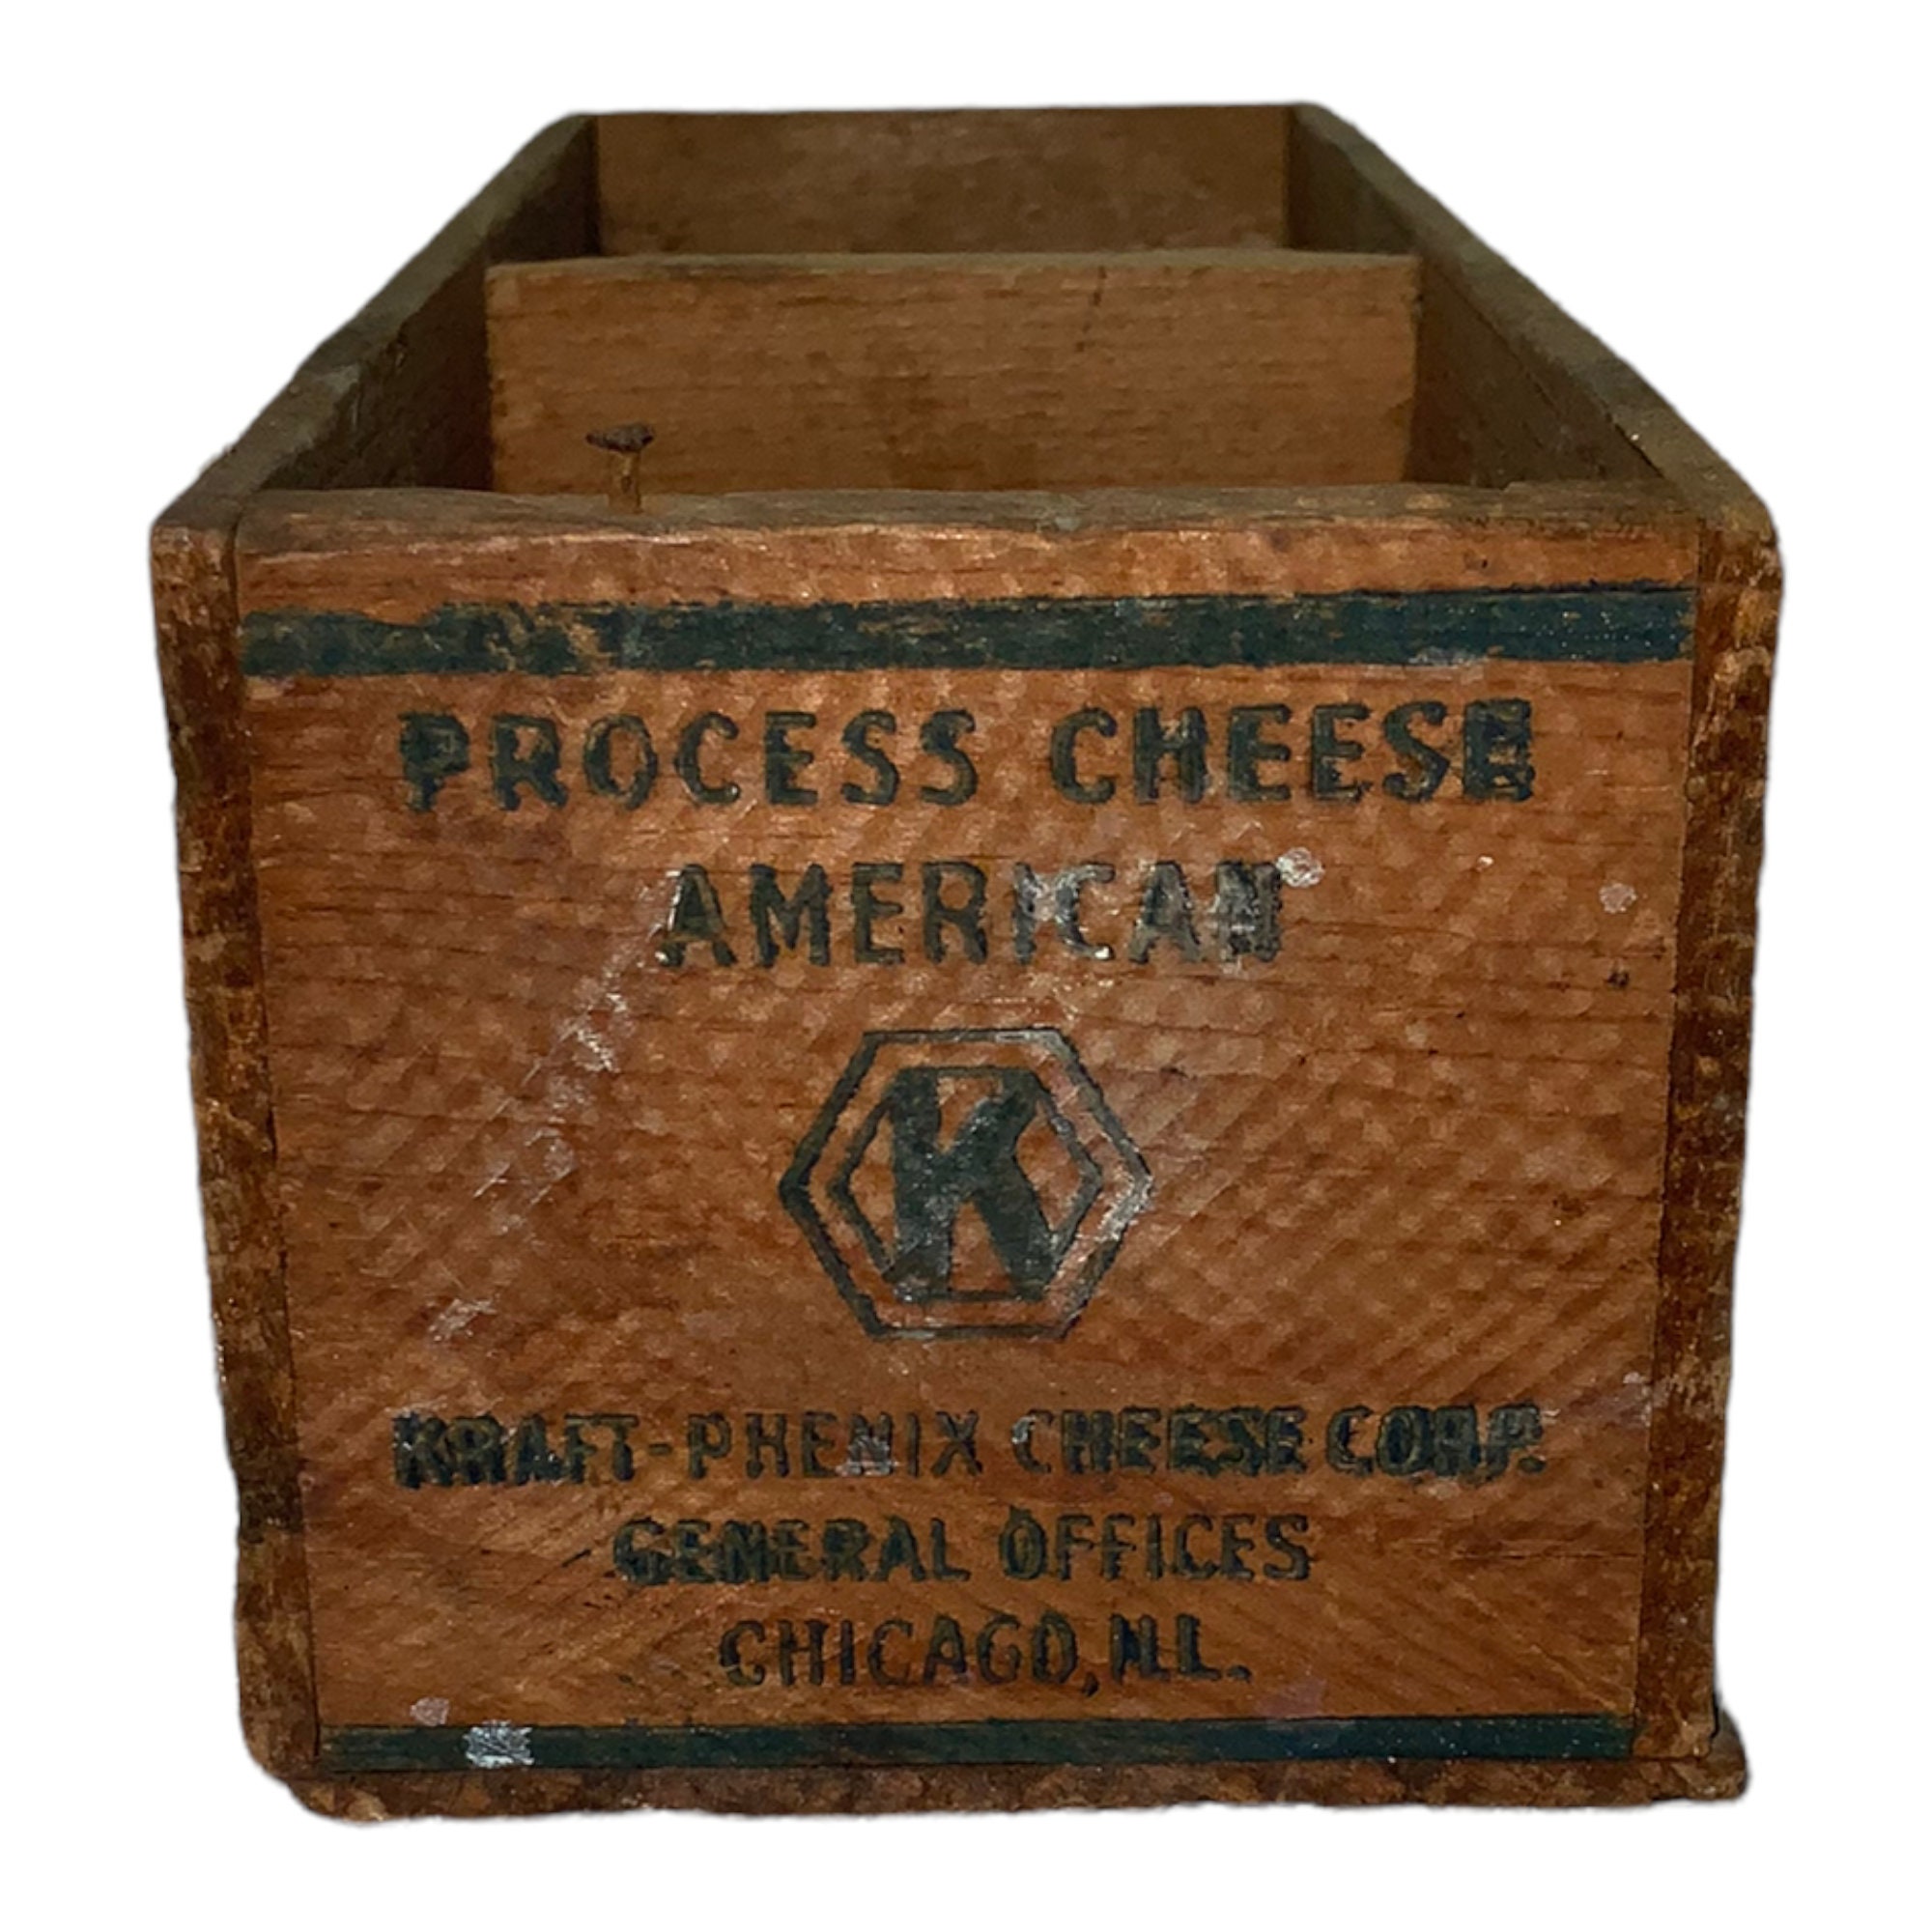 PROCESS CHEESE
AMERICAN
K
KRAFT-PHENIX CHEESE CORP.
GENERAL OFFICES
CHICAGO, ILL.